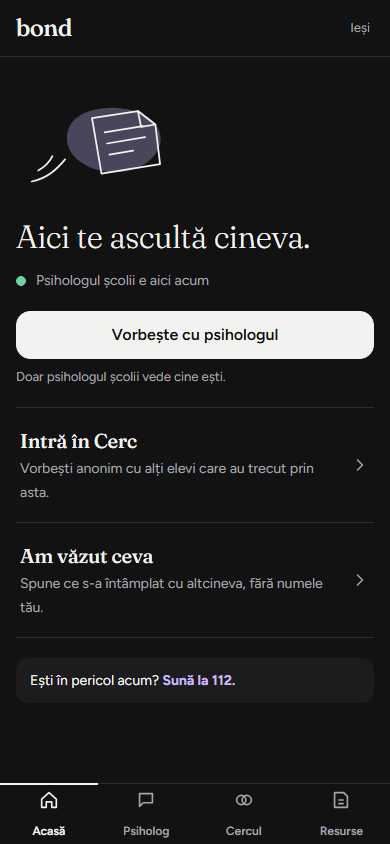 bond
Ieși
Aici te ascultă cineva.
Psihologul școlii e aici acum
Vorbește cu psihologul
Doar psihologul școlii vede cine ești.
Intră în Cerc
Vorbești anonim cu alți elevi care au trecut prin
asta.
Am văzut ceva
Spune ce s-a întâmplat cu altcineva, fără numele
tău.
Ești în pericol acum? Sună la 112.
Acasă
Psiholog
Cercul
Resurse